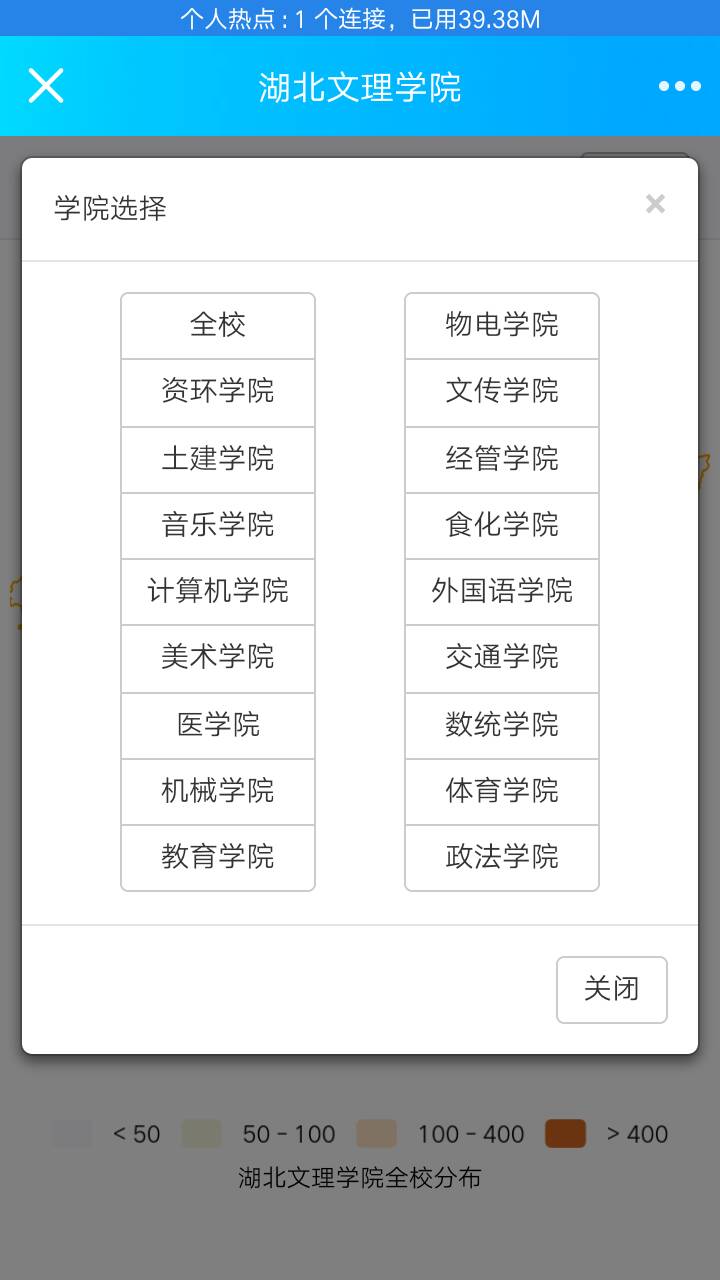 个人热点：1 个连接，已用39.38M
湖北文理学院
学院选择
×
全校
物电学院
资环学院
文传学院
土建学院
经管学院
音乐学院
食化学院
计算机学院
外国语学院
美术学院
交通学院
医学院
数统学院
机械学院
体育学院
教育学院
政法学院
关闭
< 50 50 - 100 100 - 400 > 400
湖北文理学院全校分布